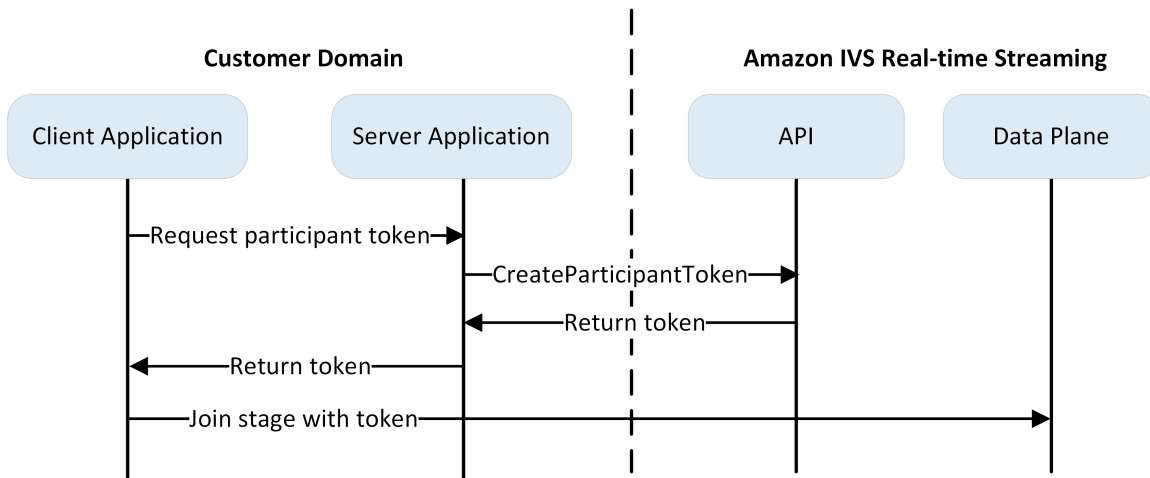 Customer Domain
Amazon IVS Real-time Streaming
Client Application
Server Application
API
Data Plane
Request participant token
CreateParticipantToken
Return token
Return token
Join stage with token